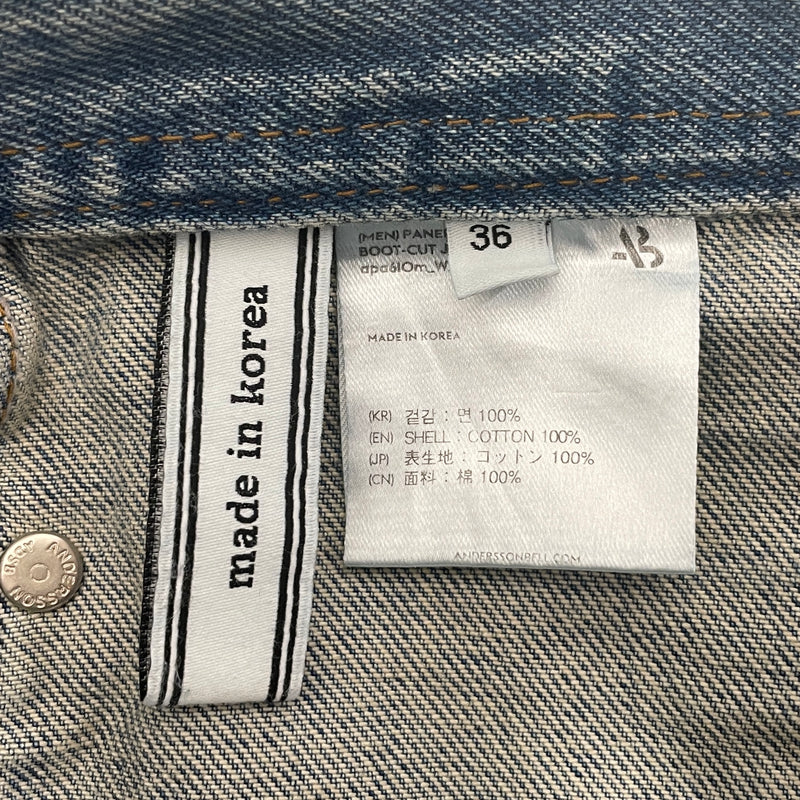 (MEN) PANE
BOOT-CUT J
apa610m_W
36
MADE IN KOREA
(KR) 겉감 : 면 100%
(EN) SHELL : COTTON 100%
(JP) 表生地 : コットン 100%
(CN) 面料 : 棉 100%
ANDERSSONBELL.COM
made in korea
ANDERSSON